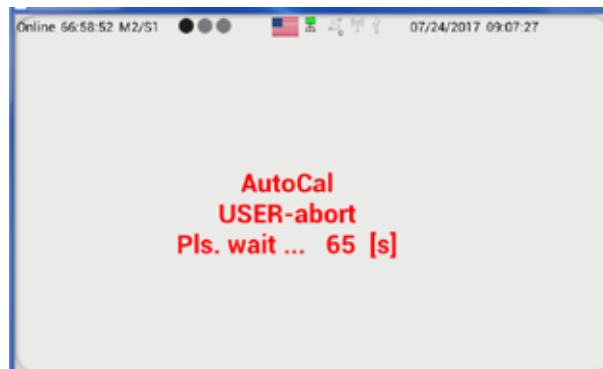 Online 66:58:52 M2/S1 07/24/2017 09:07:27
AutoCal
USER-abort
Pls. wait ... 65 [s]